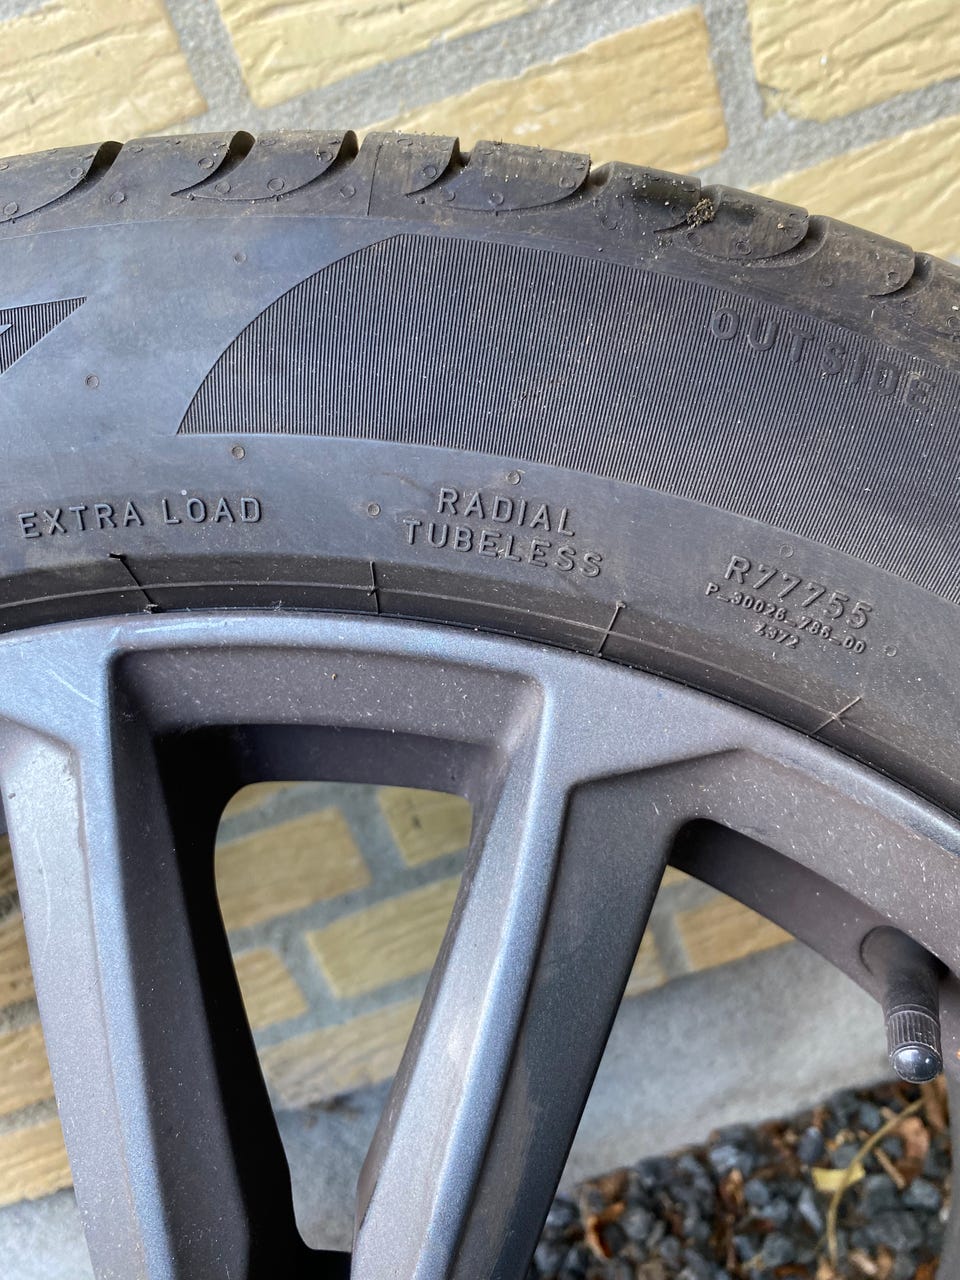 OUTSIDE
EXTRA LOAD
RADIAL
TUBELESS
R77755
P_30026_786_00